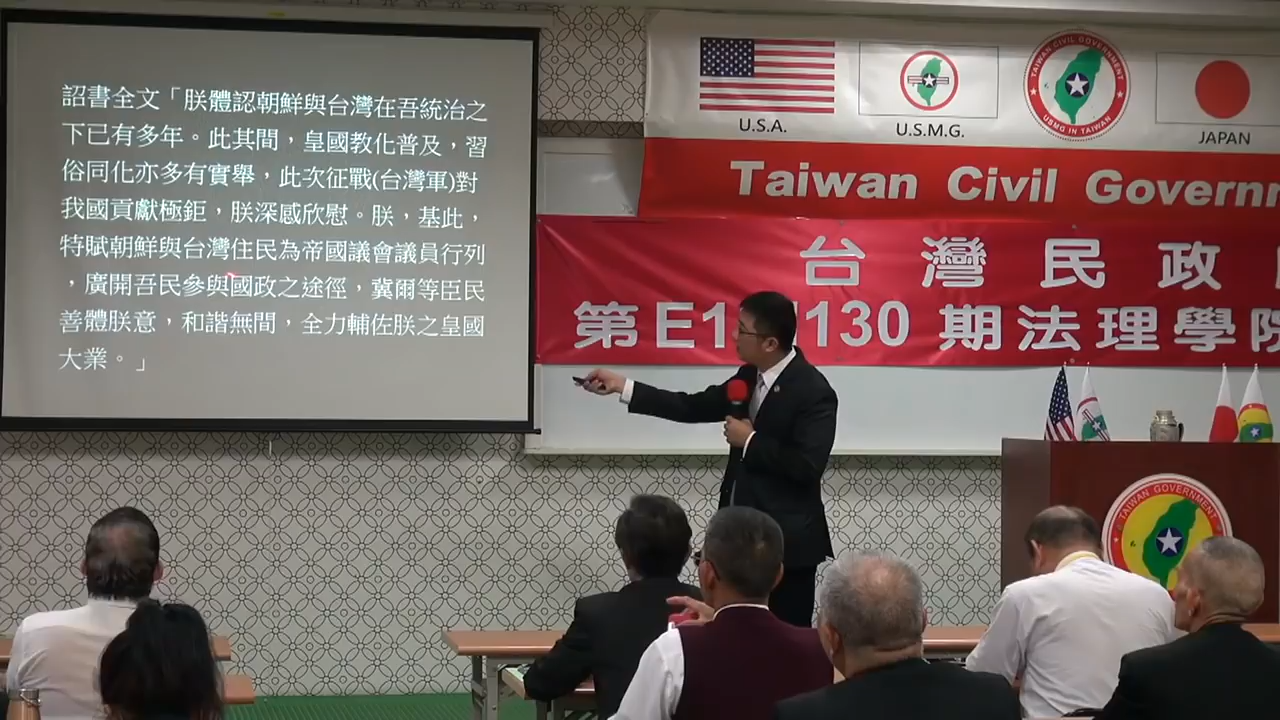 詔書全文「朕體認朝鮮與台灣在吾統治之
下已有多年。此其間，皇國教化普及，習
俗同化亦多有實舉，此次征戰(台灣軍)對
我國貢獻極鉅，朕深感欣慰。朕，基此，
特賦朝鮮與台灣住民為帝國議會議員行列
，廣開吾民參與國政之途徑，冀爾等臣民
善體朕意，和諧無間，全力輔佐朕之皇國
大業。」
U.S.A.
U.S.M.G.
TAIWAN CIVIL GOVERNMENT
USMG IN TAIWAN
JAPAN
Taiwan Civil
台灣民政
第E1 130期法理學院
TAIWAN GOVERNMENT